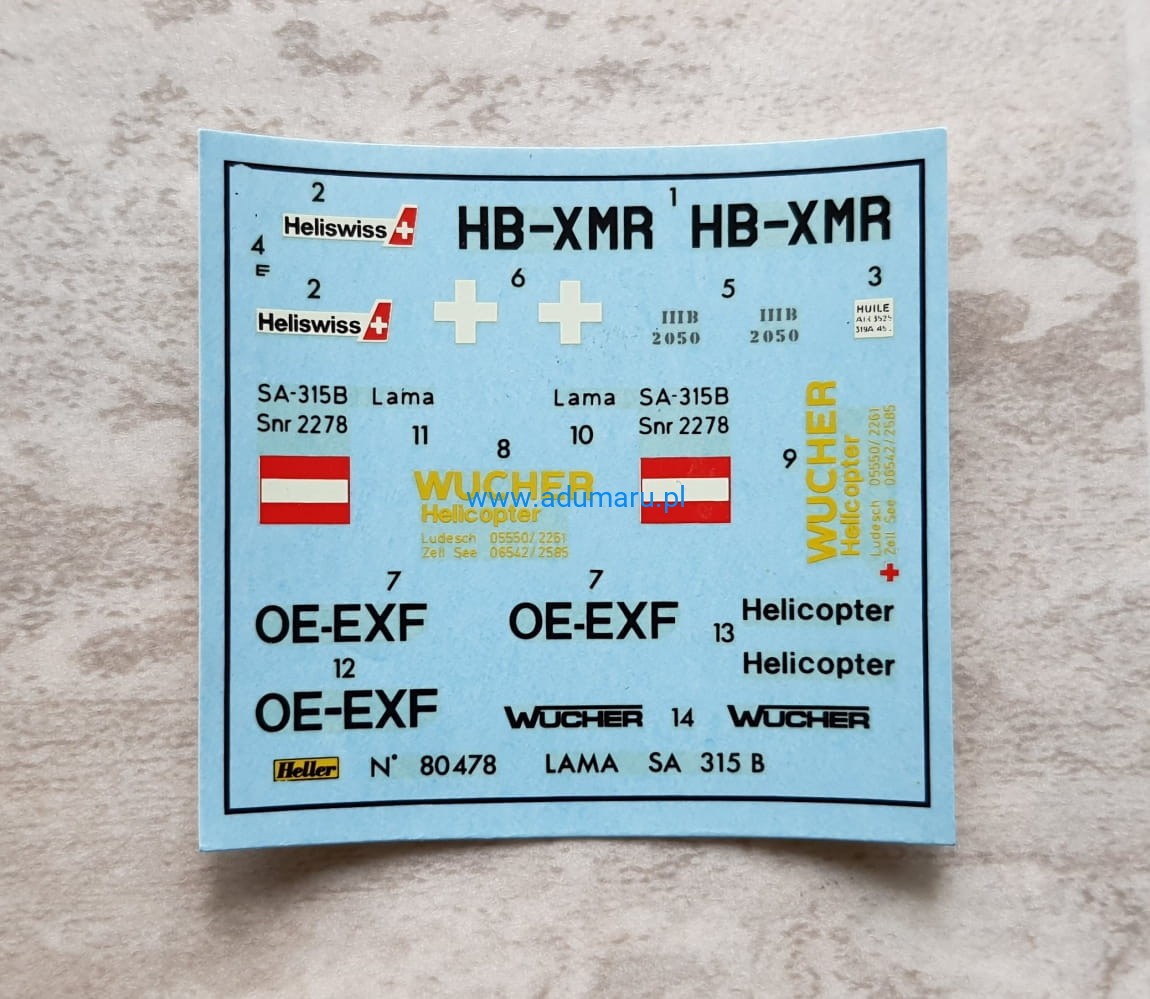 2 1
Heliswiss HB-XMR HB-XMR
4
E
2 6 5 3
Heliswiss IIIB IIIB HUILE
2050 2050
SA-315B Lama Lama SA-315B
Snr 2278 11 10 Snr 2278
8
WUCHER
Helicopter
Ludesch 05550/2261
Zell See 06542/2585
www.adumaru.pl
9
WUCHER
Helicopter
Ludesch 05550/2261
Zell See 06542/2585
7 7
OE-EXF OE-EXF
13 Helicopter
Helicopter
12
OE-EXF WUCHER 14 WUCHER
Heller N° 80478 LAMA SA 315 B